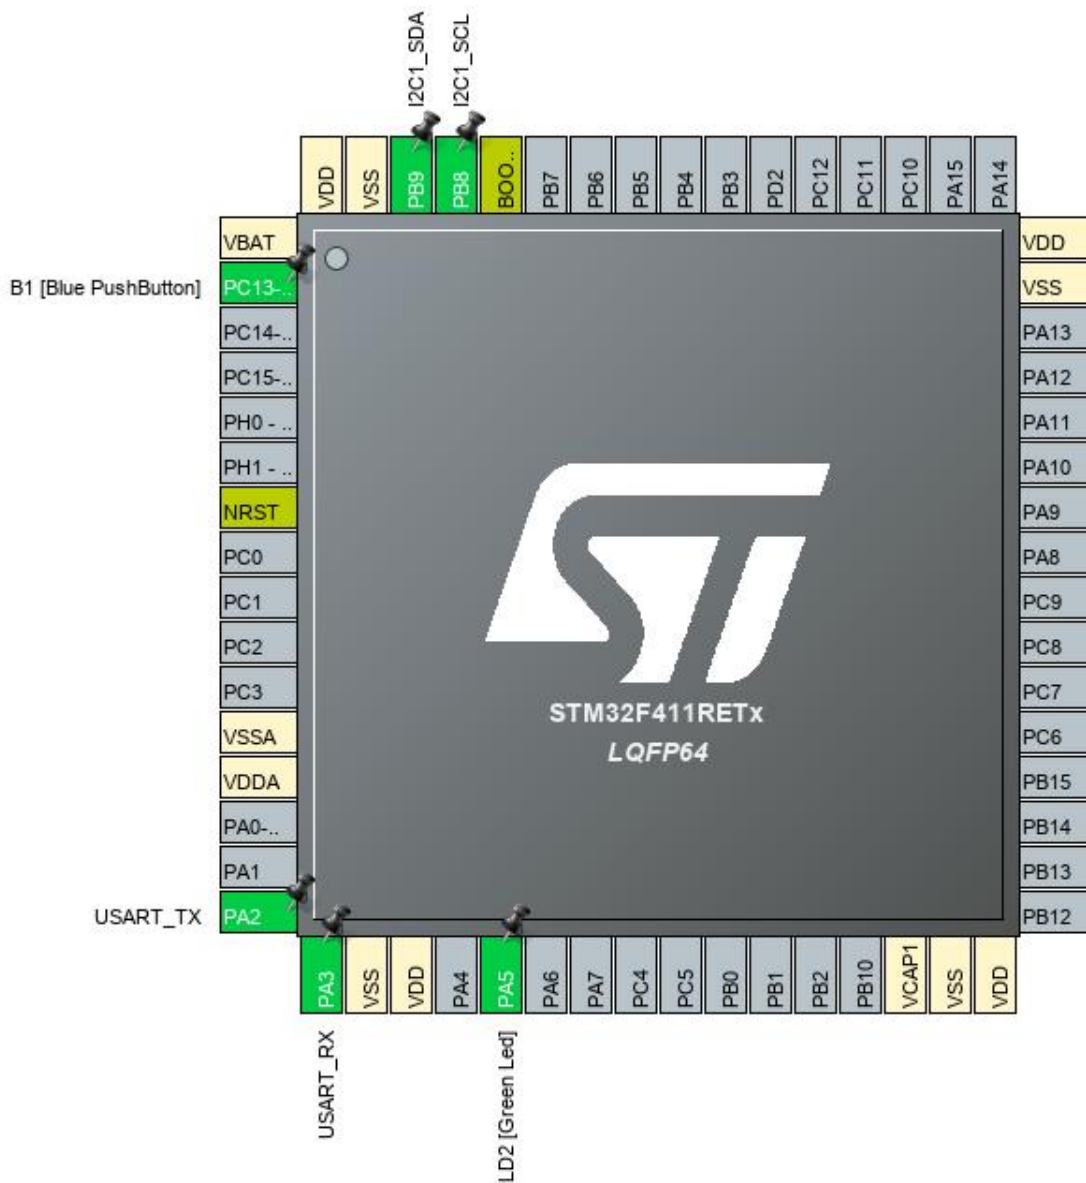 I2C1_SDA
I2C1_SCL
VDD
VSS
PB9
PB8
BOO..
PB7
PB6
PB5
PB4
PB3
PD2
PC12
PC11
PC10
PA15
PA14
VBAT
B1 [Blue PushButton]
PC13-..
PC14-..
PC15-..
PH0 - ..
PH1 - ..
NRST
PC0
PC1
PC2
PC3
VSSA
VDDA
PA0-..
PA1
USART_TX
PA2
VDD
VSS
PA13
PA12
PA11
PA10
PA9
PA8
PC9
PC8
PC7
PC6
PB15
PB14
PB13
PB12
ST
STM32F411RETx
LQFP64
PA3
VSS
VDD
PA4
PA5
PA6
PA7
PC4
PC5
PB0
PB1
PB2
PB10
VCAP1
VSS
VDD
USART_RX
LD2 [Green Led]